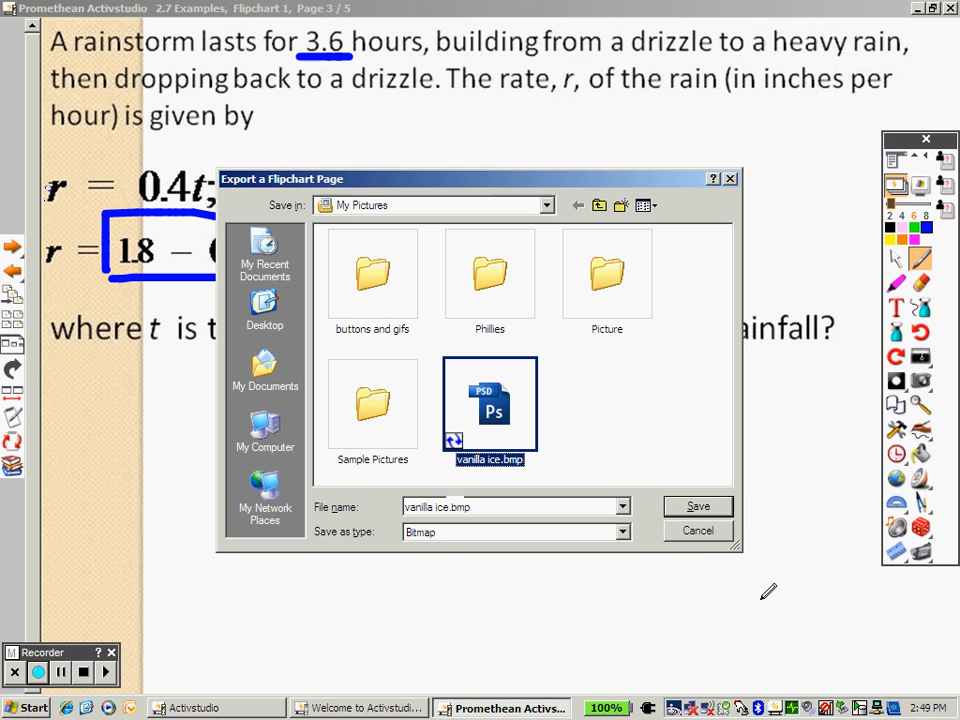 Promethean Activstudio 2.7 Examples, Flipchart 1, Page 3 / 5
A rainstorm lasts for 3.6 hours, building from a drizzle to a heavy rain,
then dropping back to a drizzle. The rate, r, of the rain (in inches per
hour) is given by
r = 0.4t;
r = 1.8 −
where t is
ainfall?
Export a Flipchart Page
Save in: My Pictures
My Recent
Documents
Desktop
My Documents
My Computer
My Network
Places
buttons and gifs
Phillies
Picture
Sample Pictures
PSD
Ps
vanilla ice.bmp
File name: vanilla ice.bmp
Save
Save as type: Bitmap
Cancel
2 4 6 8
T
M Recorder ?
Start
Activstudio
Welcome to Activstudi...
Promethean Activs...
100%
2:49 PM